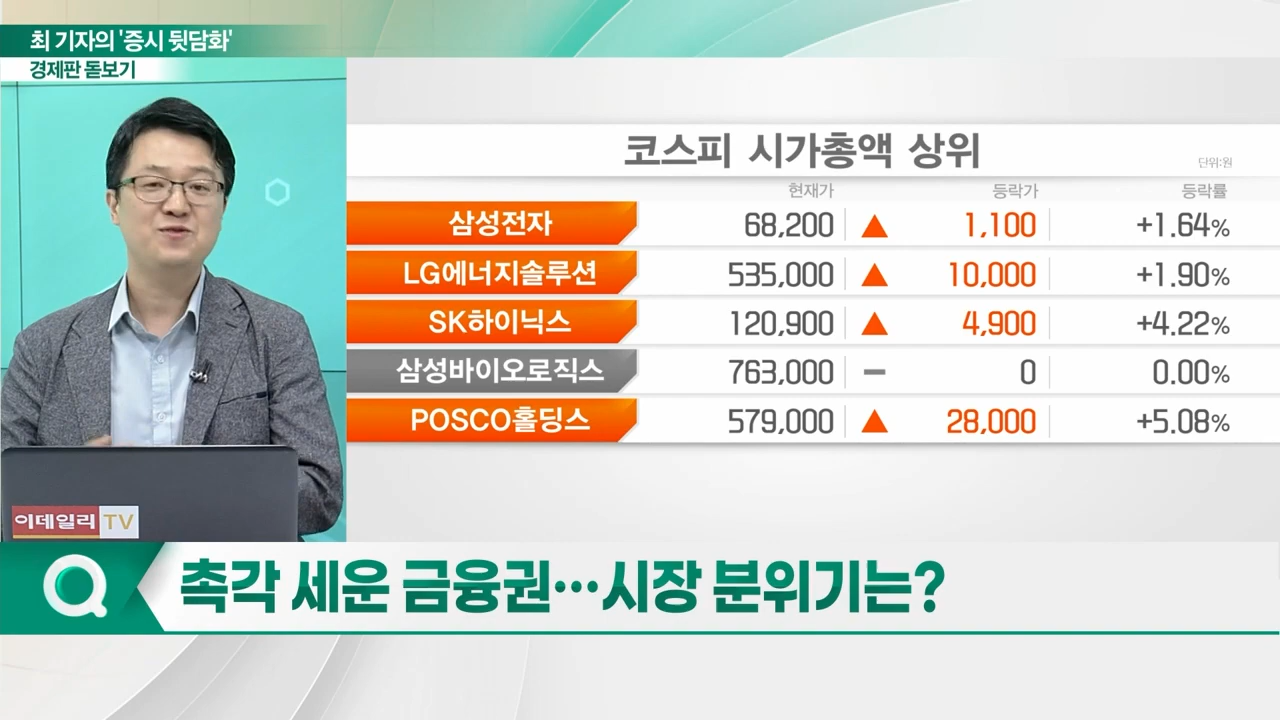 최 기자의 '증시 뒷담화'
경제판 돋보기
코스피 시가총액 상위
단위:원
현재가 등락가 등락률
삼성전자 68,200 ▲ 1,100 +1.64%
LG에너지솔루션 535,000 ▲ 10,000 +1.90%
SK하이닉스 120,900 ▲ 4,900 +4.22%
삼성바이오로직스 763,000 – 0 0.00%
POSCO홀딩스 579,000 ▲ 28,000 +5.08%
이데일리 TV
촉각 세운 금융권…시장 분위기는?